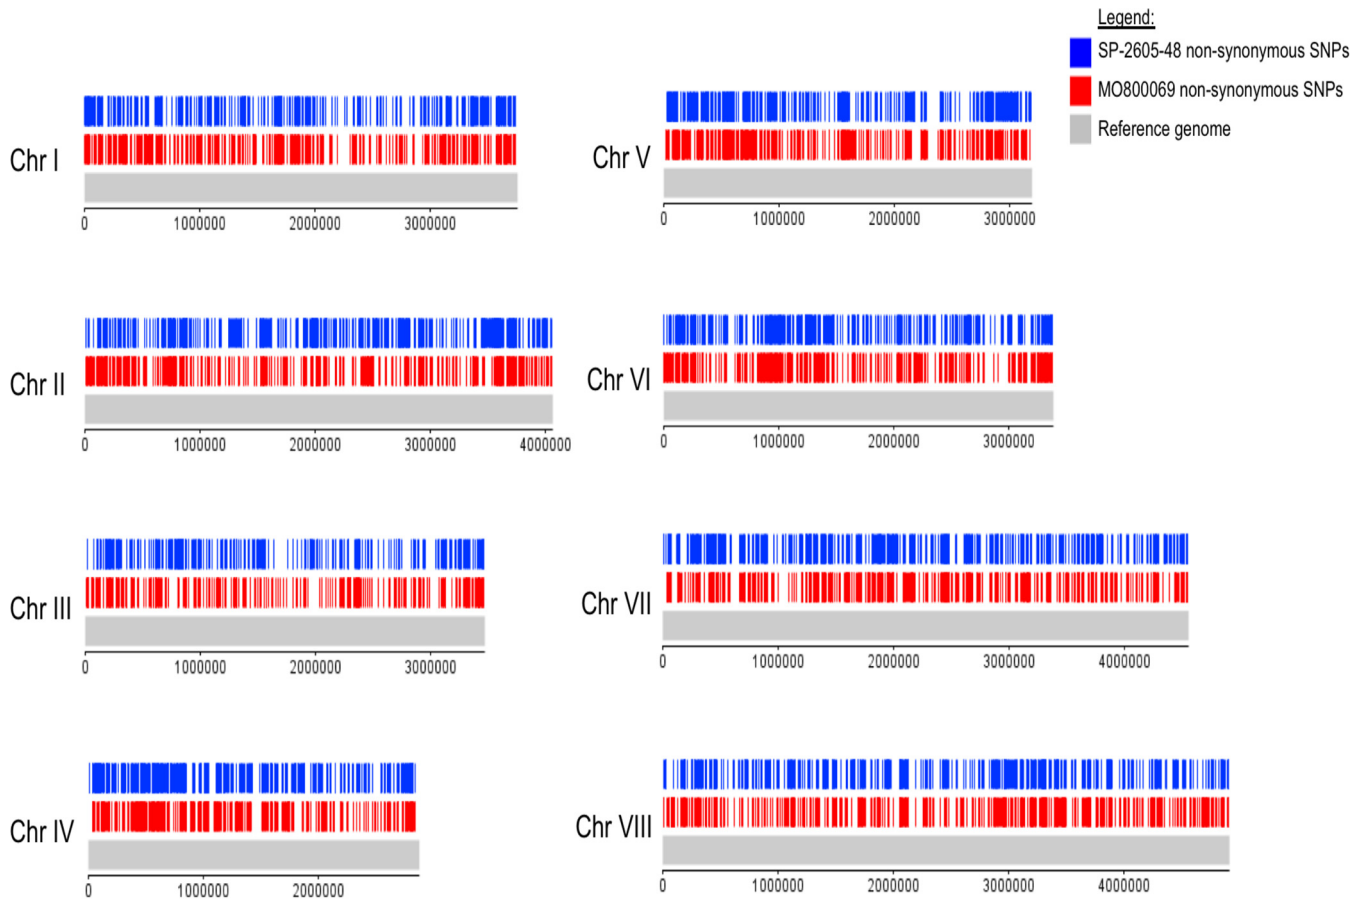 Legend:
SP-2605-48 non-synonymous SNPs
MO800069 non-synonymous SNPs
Reference genome
Chr I
0 1000000 2000000 3000000
Chr V
0 1000000 2000000 3000000
Chr II
0 1000000 2000000 3000000 4000000
Chr VI
0 1000000 2000000 3000000
Chr III
0 1000000 2000000 3000000
Chr VII
0 1000000 2000000 3000000 4000000
Chr IV
0 1000000 2000000
Chr VIII
0 1000000 2000000 3000000 4000000